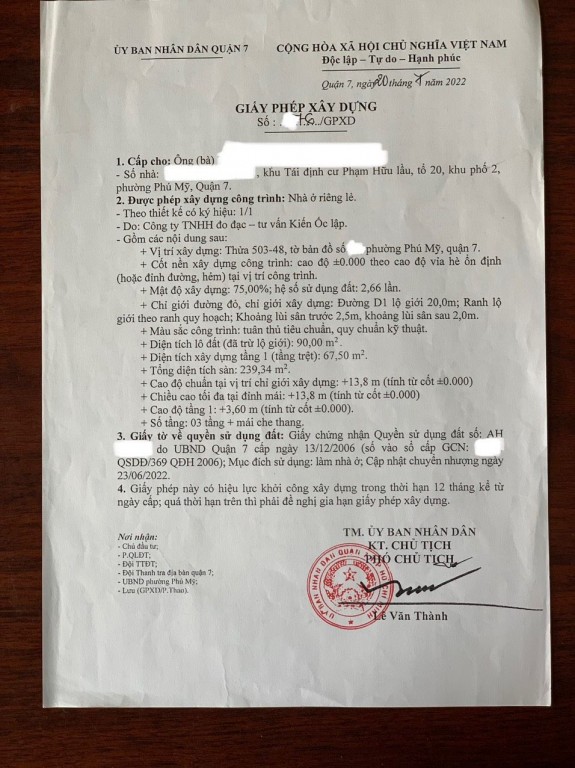 ỦY BAN NHÂN DÂN QUẬN 7
CỘNG HÒA XÃ HỘI CHỦ NGHĨA VIỆT NAM
Độc lập – Tự do – Hạnh phúc
Quận 7, ngày 20 tháng 7 năm 2022
GIẤY PHÉP XÂY DỰNG
Số : /GPXD
1. Cấp cho: Ông (bà)
- Số nhà: , khu Tái định cư Phạm Hữu lầu, tổ 20, khu phố 2,
phường Phú Mỹ, Quận 7.
2. Được phép xây dựng công trình: Nhà ở riêng lẻ.
- Theo thiết kế có ký hiệu: 1/1
- Do: Công ty TNHH đo đạc – tư vấn Kiến Ốc lập.
- Gồm các nội dung sau:
+ Vị trí xây dựng: Thửa 503-48, tờ bản đồ số phường Phú Mỹ, quận 7.
+ Cốt nền xây dựng công trình: cao độ ±0.000 theo cao độ vỉa hè ổn định
(hoặc đỉnh đường, hẻm) tại vị trí công trình.
+ Mật độ xây dựng: 75,00%; hệ số sử dụng đất: 2,66 lần.
+ Chỉ giới đường đỏ, chỉ giới xây dựng: Đường D1 lộ giới 20,0m; Ranh lộ
giới theo ranh quy hoạch; Khoảng lùi sân trước 2,5m, khoảng lùi sau 2,0m.
+ Màu sắc công trình: tuân thủ tiêu chuẩn, quy chuẩn kỹ thuật.
+ Diện tích lô đất (đã trừ lộ giới): 90,00 m².
+ Diện tích xây dựng tầng 1 (tầng trệt): 67,50 m².
+ Tổng diện tích sàn: 239,34 m².
+ Cao độ chuẩn tại vị trí chỉ giới xây dựng: +13,8 m (tính từ cốt ±0.000)
+ Chiều cao tối đa tại đỉnh mái: +13,8 m (tính từ cốt ±0.000)
+ Cao độ tầng 1: +3,60 m (tính từ cốt ±0.000).
+ Số tầng: 03 tầng + mái che thang.
3. Giấy tờ về quyền sử dụng đất: Giấy chứng nhận Quyền sử dụng đất số: AH
do UBND Quận 7 cấp ngày 13/12/2006 (số vào sổ cấp GCN:
QSDĐ/369 QĐH 2006); Mục đích sử dụng: làm nhà ở; Cập nhật chuyển nhượng ngày
23/06/2022.
4. Giấy phép này có hiệu lực khởi công xây dựng trong thời hạn 12 tháng kể từ
ngày cấp; quá thời hạn trên thì phải đề nghị gia hạn giấy phép xây dựng.
Nơi nhận:
- Chủ đầu tư;
- P.QLĐT;
- Đội TTĐT;
- Đội Thanh tra địa bàn quận 7;
- UBND phường Phú Mỹ;
- Lưu (GPXD/P.Thao).
TM. ỦY BAN NHÂN DÂN
KT. CHỦ TỊCH
PHÓ CHỦ TỊCH
Lê Văn Thành